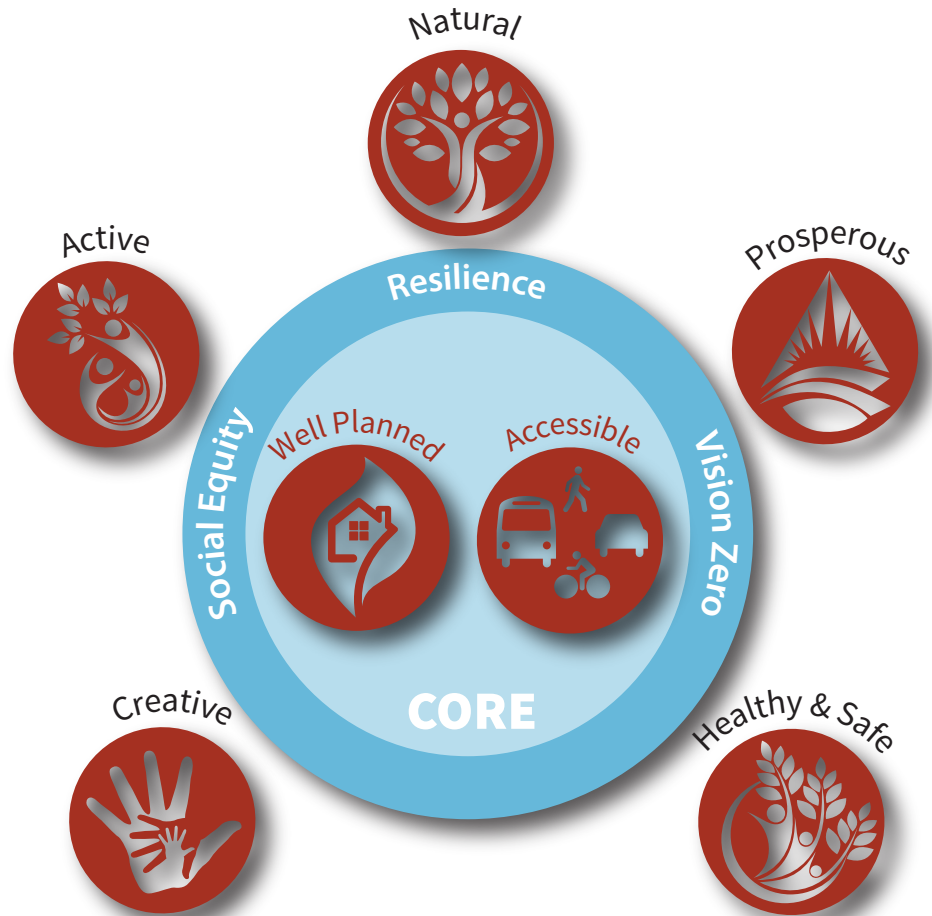 Natural
Active
Prosperous
Resilience
Social Equity
Vision Zero
Well Planned
Accessible
CORE
Creative
Healthy & Safe